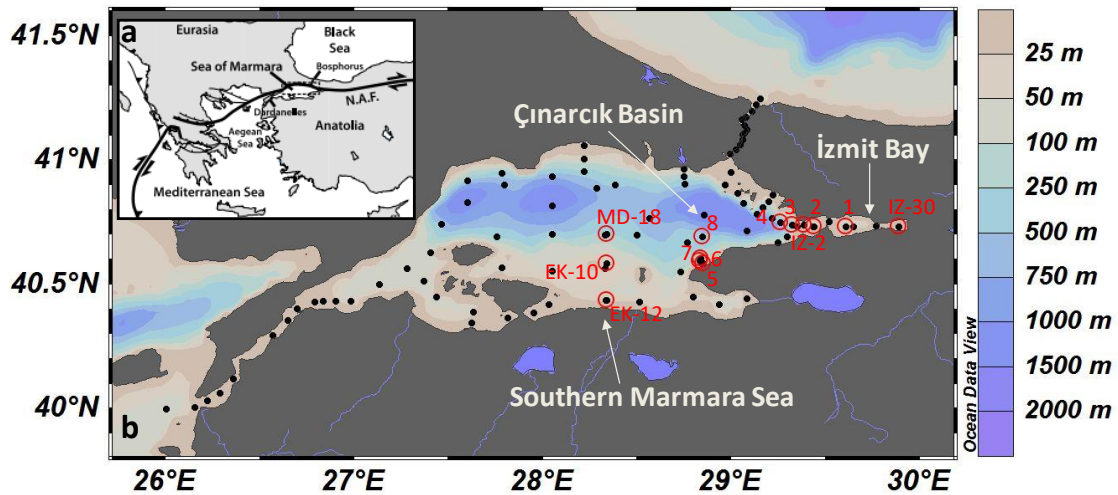 41.5°N
41°N
40.5°N
40°N
a
Eurasia
Black
Sea
Bosphorus
Sea of Marmara
N.A.F.
Dardanelles
Aegean
Sea
Anatolia
Mediterranean Sea
Çınarcık Basin
İzmit Bay
MD-18
8
4
3
2
1
IZ-30
IZ-2
EK-10
7
6
5
EK-12
Southern Marmara Sea
b
26°E
27°E
28°E
29°E
30°E
25 m
50 m
100 m
250 m
500 m
750 m
1000 m
1500 m
2000 m
Ocean Data View